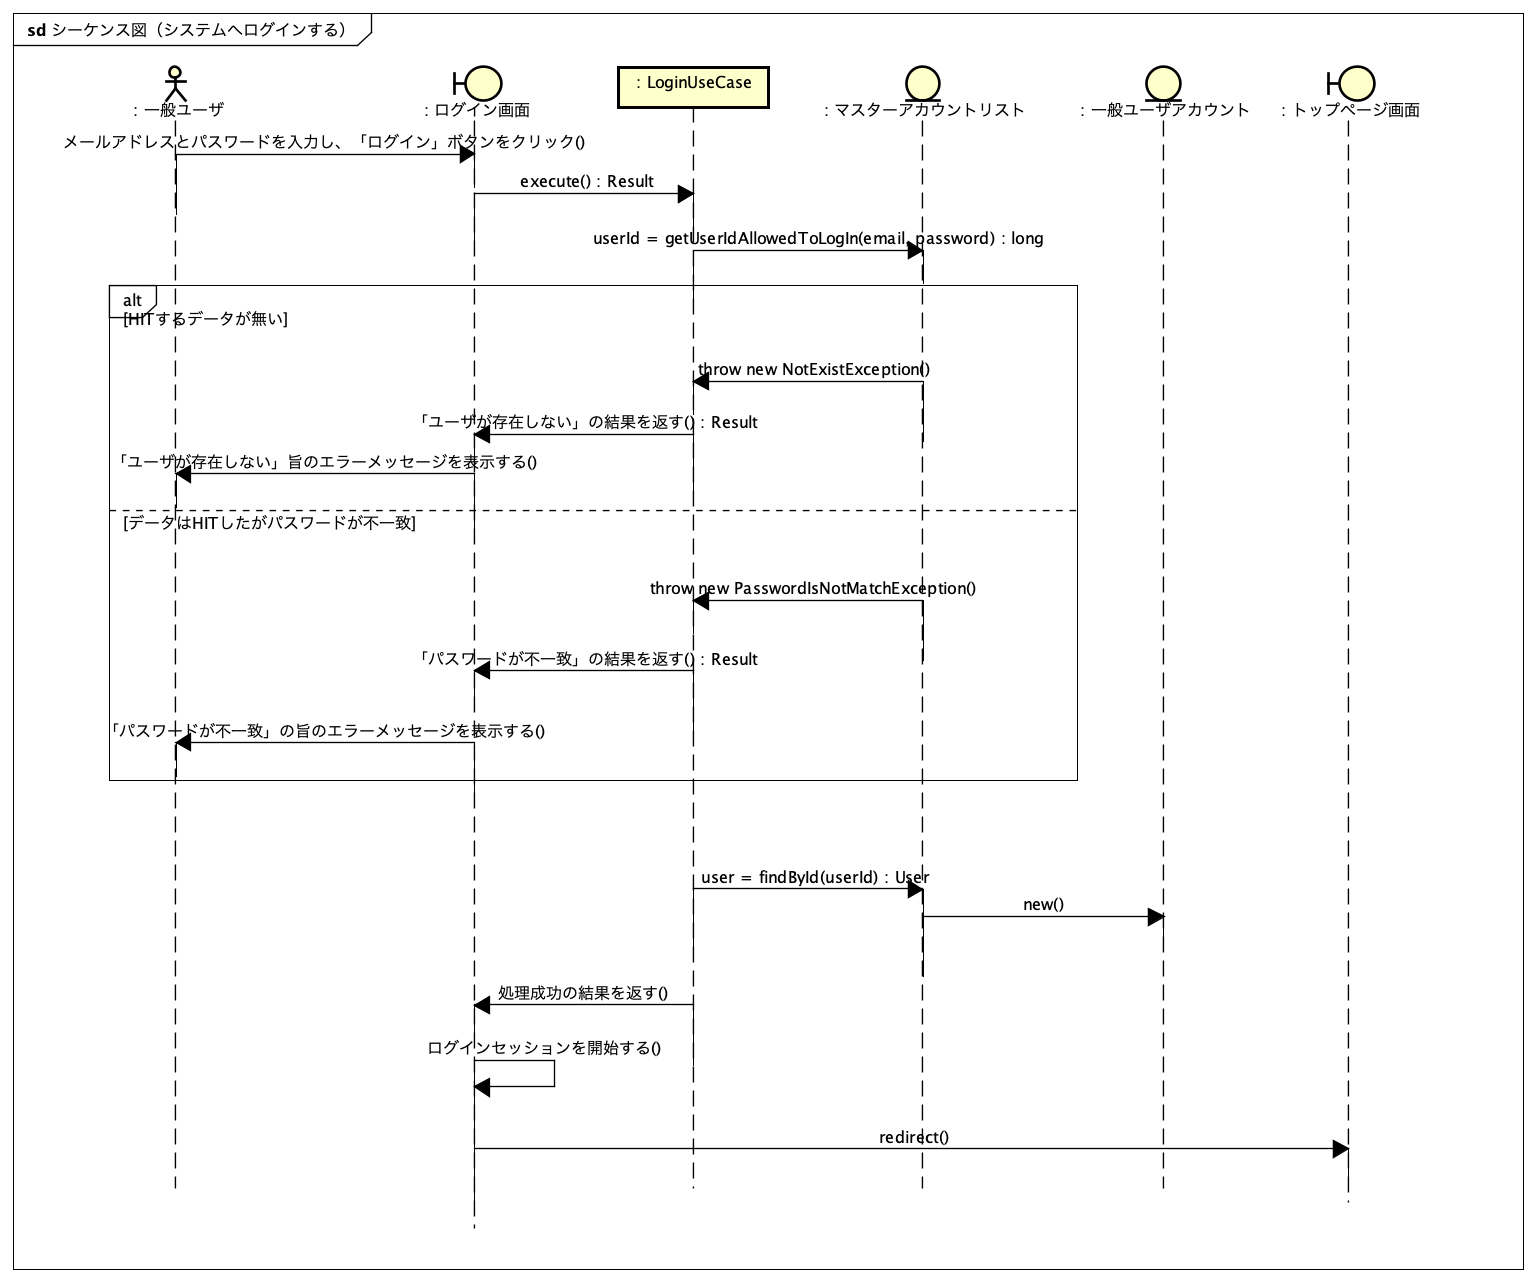 sd シーケンス図（システムへログインする）
: 一般ユーザ
: ログイン画面
: LoginUseCase
: マスターアカウントリスト
: 一般ユーザアカウント
: トップページ画面
メールアドレスとパスワードを入力し、「ログイン」ボタンをクリック()
execute() : Result
userId = getUserIdAllowedToLogIn(email, password) : long
alt
[HITするデータが無い]
throw new NotExistException()
「ユーザが存在しない」の結果を返す() : Result
「ユーザが存在しない」旨のエラーメッセージを表示する()
[データはHITしたがパスワードが不一致]
throw new PasswordIsNotMatchException()
「パスワードが不一致」の結果を返す() : Result
「パスワードが不一致」の旨のエラーメッセージを表示する()
user = findById(userId) : User
new()
処理成功の結果を返す()
ログインセッションを開始する()
redirect()